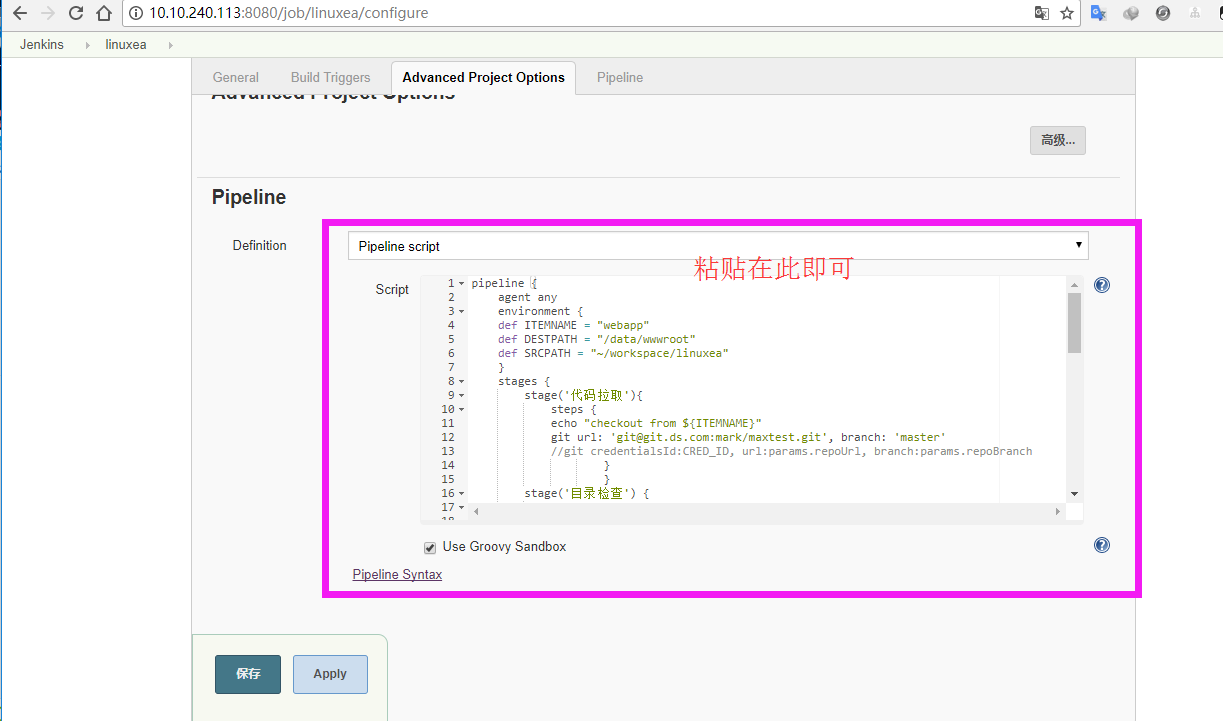 10.10.240.113:8080/job/linuxea/configure
Jenkins linuxea
General Build Triggers Advanced Project Options Pipeline
Advanced Project Options
高级...
Pipeline
Definition
Pipeline script
粘贴在此即可
Script
1 pipeline {
2 agent any
3 environment {
4 def ITEMNAME = "webapp"
5 def DESTPATH = "/data/wwwroot"
6 def SRCPATH = "~/workspace/linuxea"
7 }
8 stages {
9 stage('代码拉取'){
10 steps {
11 echo "checkout from ${ITEMNAME}"
12 git url: 'git@git.ds.com:mark/maxtest.git', branch: 'master'
13 //git credentialsId:CRED_ID, url:params.repoUrl, branch:params.repoBranch
14 }
15 }
16 stage('目录检查') {
17
18
Use Groovy Sandbox
Pipeline Syntax
保存 Apply